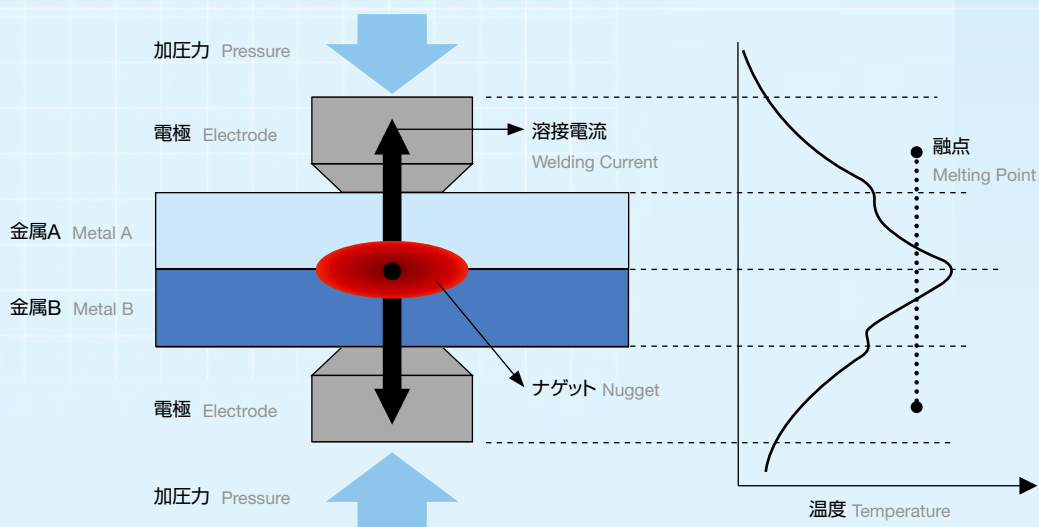 加圧力 Pressure
電極 Electrode
溶接電流
Welding Current
融点
Melting Point
金属A Metal A
金属B Metal B
ナゲット Nugget
電極 Electrode
加圧力 Pressure
温度 Temperature